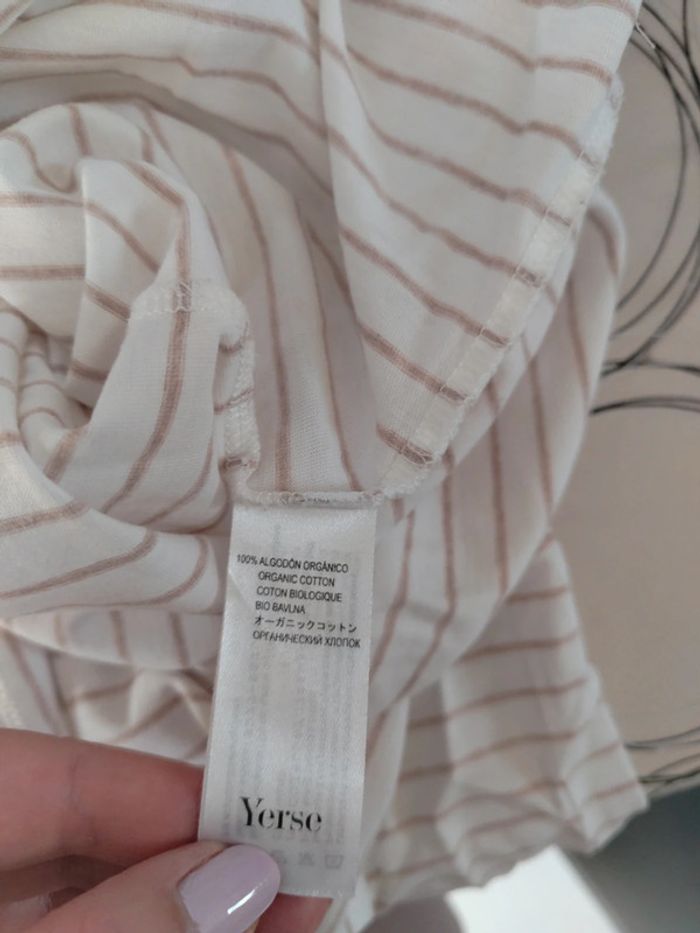 100% ALGODÓN ORGÁNICO
ORGANIC COTTON
COTON BIOLOGIQUE
BIO BAVLNA
オーガニックコットン
ОРГАНИЧЕСКИЙ ХЛОПОК
Yerse